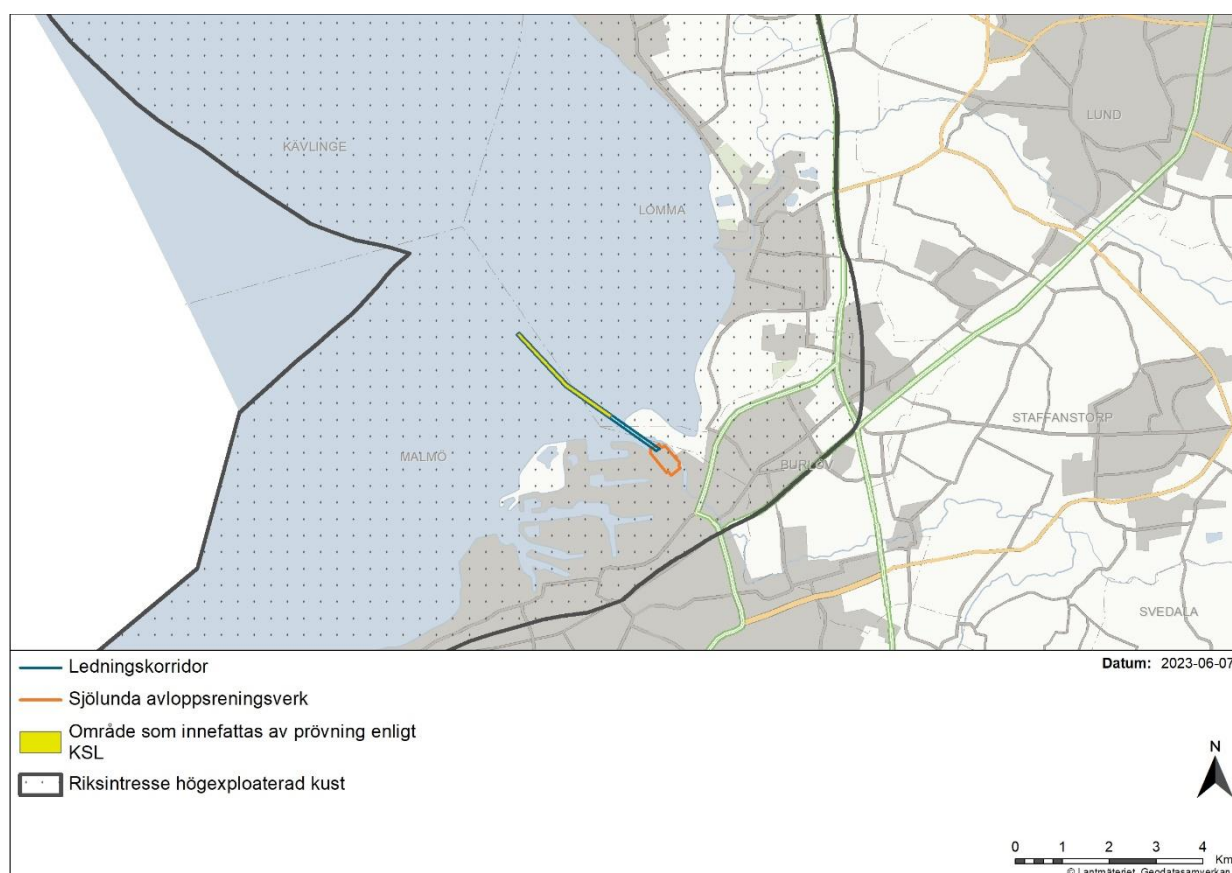 LUND
KÄVLINGE
LOMMA
STAFFANSTORP
MALMÖ
BURLÖV
SVEDALA
Ledningskorridor
Datum: 2023-06-07
Sjölunda avloppsreningsverk
Område som innefattas av prövning enligt
KSL
Riksintresse högexploaterad kust
N
0 1 2 3 4
Km
© Lantmäteriet, Geodatasamverkan